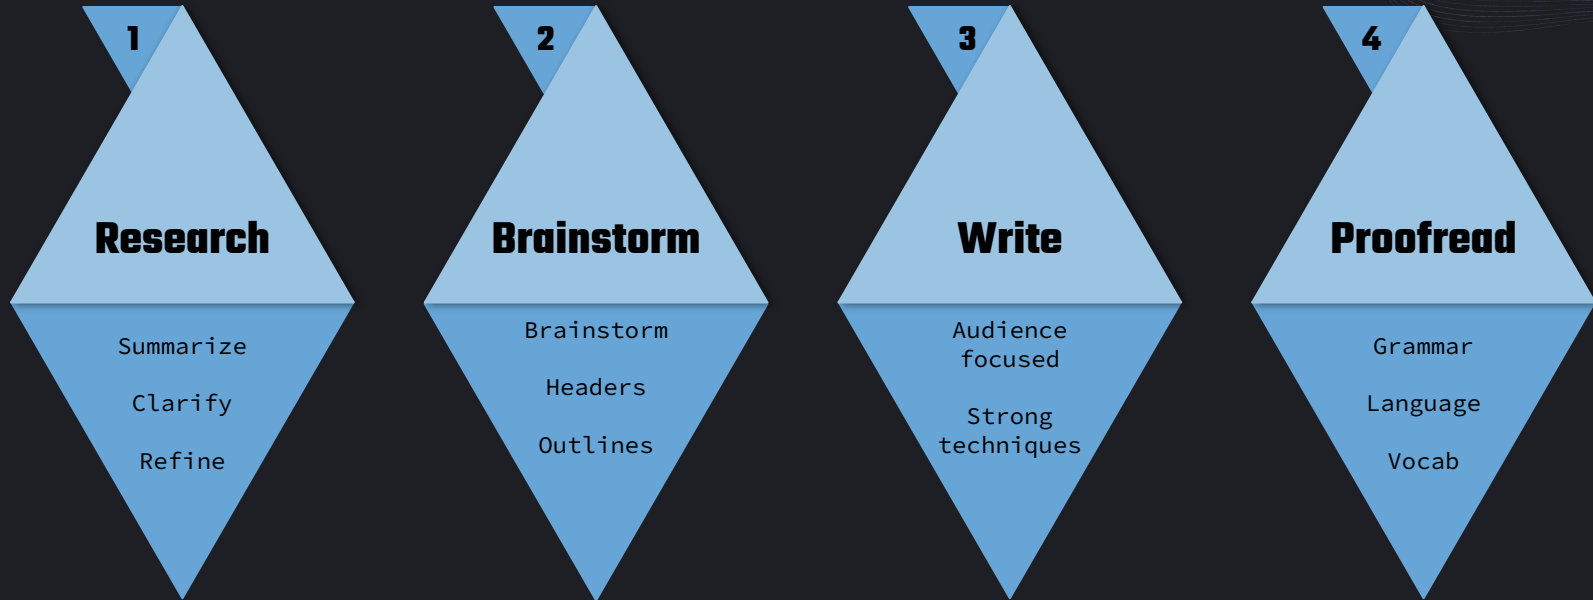 1
Research
Summarize
Clarify
Refine
2
Brainstorm
Brainstorm
Headers
Outlines
3
Write
Audience
focused
Strong
techniques
4
Proofread
Grammar
Language
Vocab